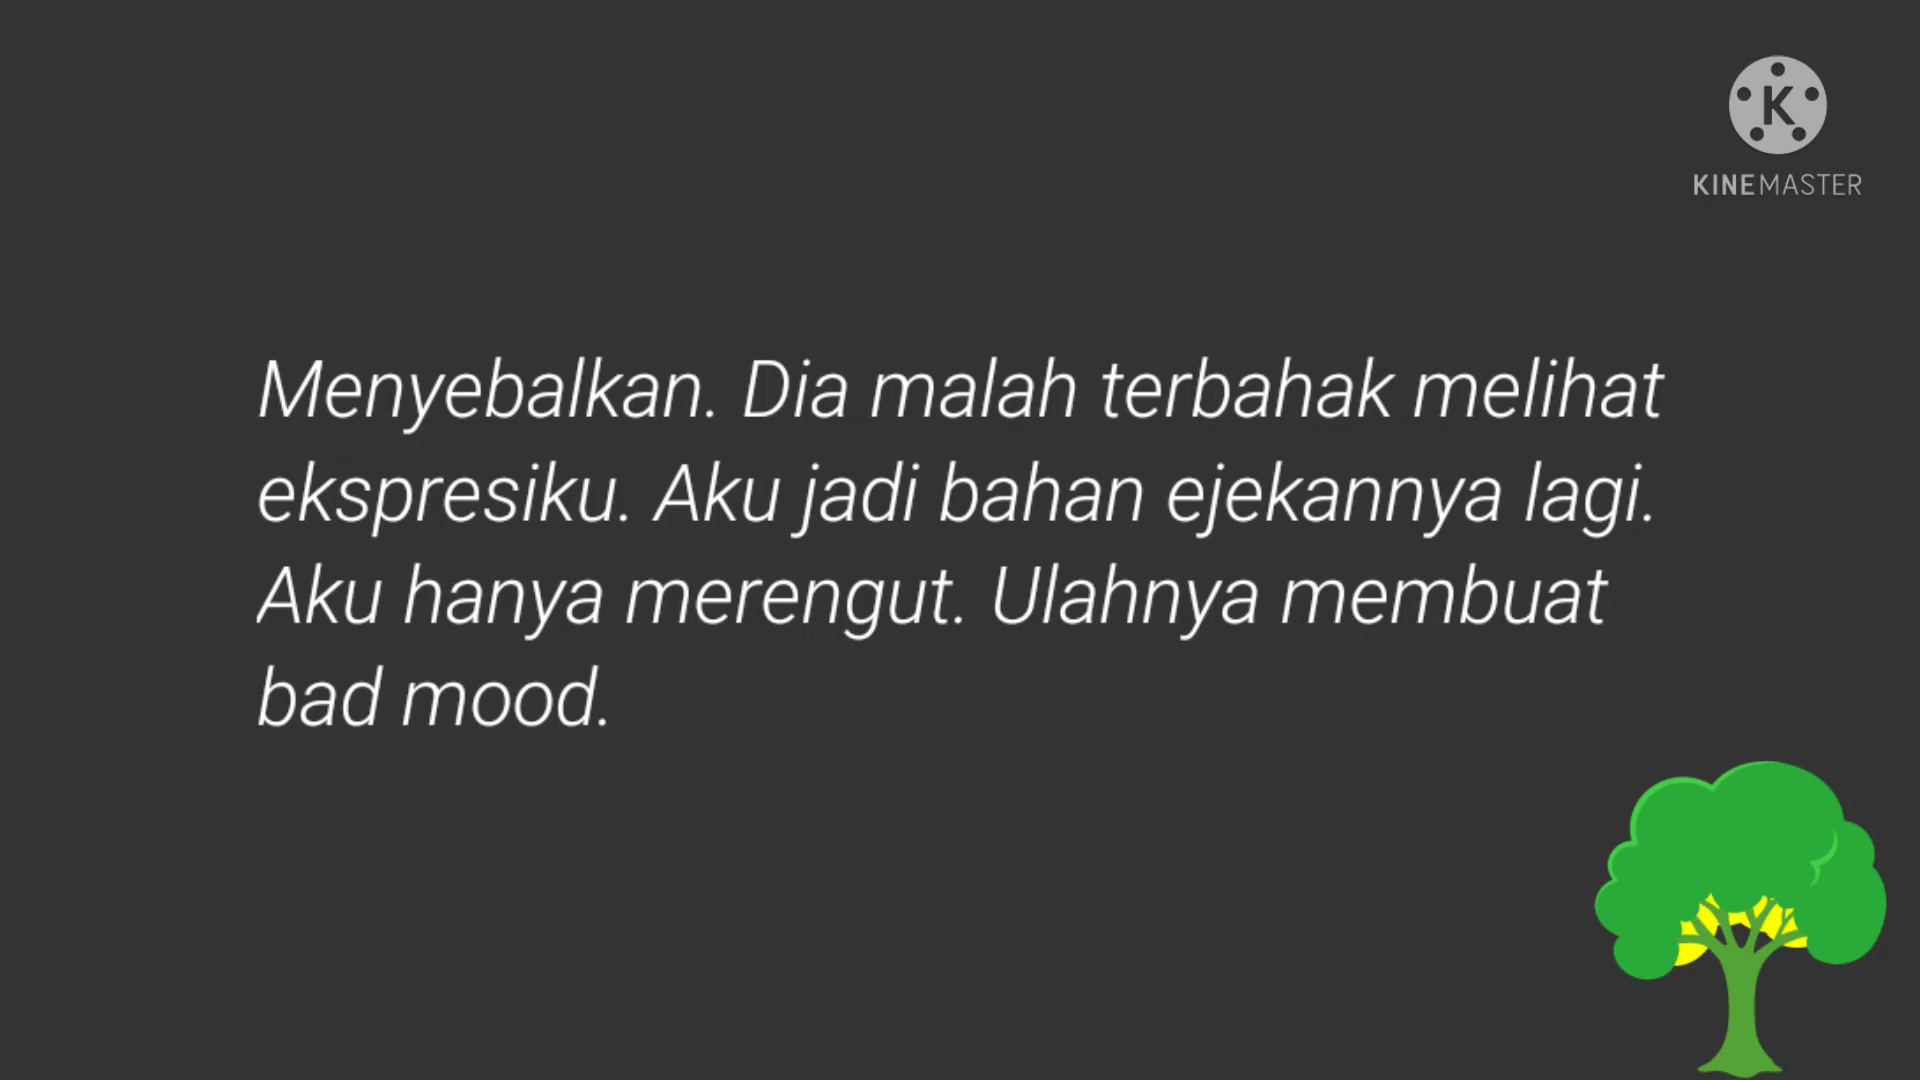 K
KINEMASTER
Menyebalkan. Dia malah terbahak melihat
ekspresiku. Aku jadi bahan ejekannya lagi.
Aku hanya merengut. Ulahnya membuat
bad mood.